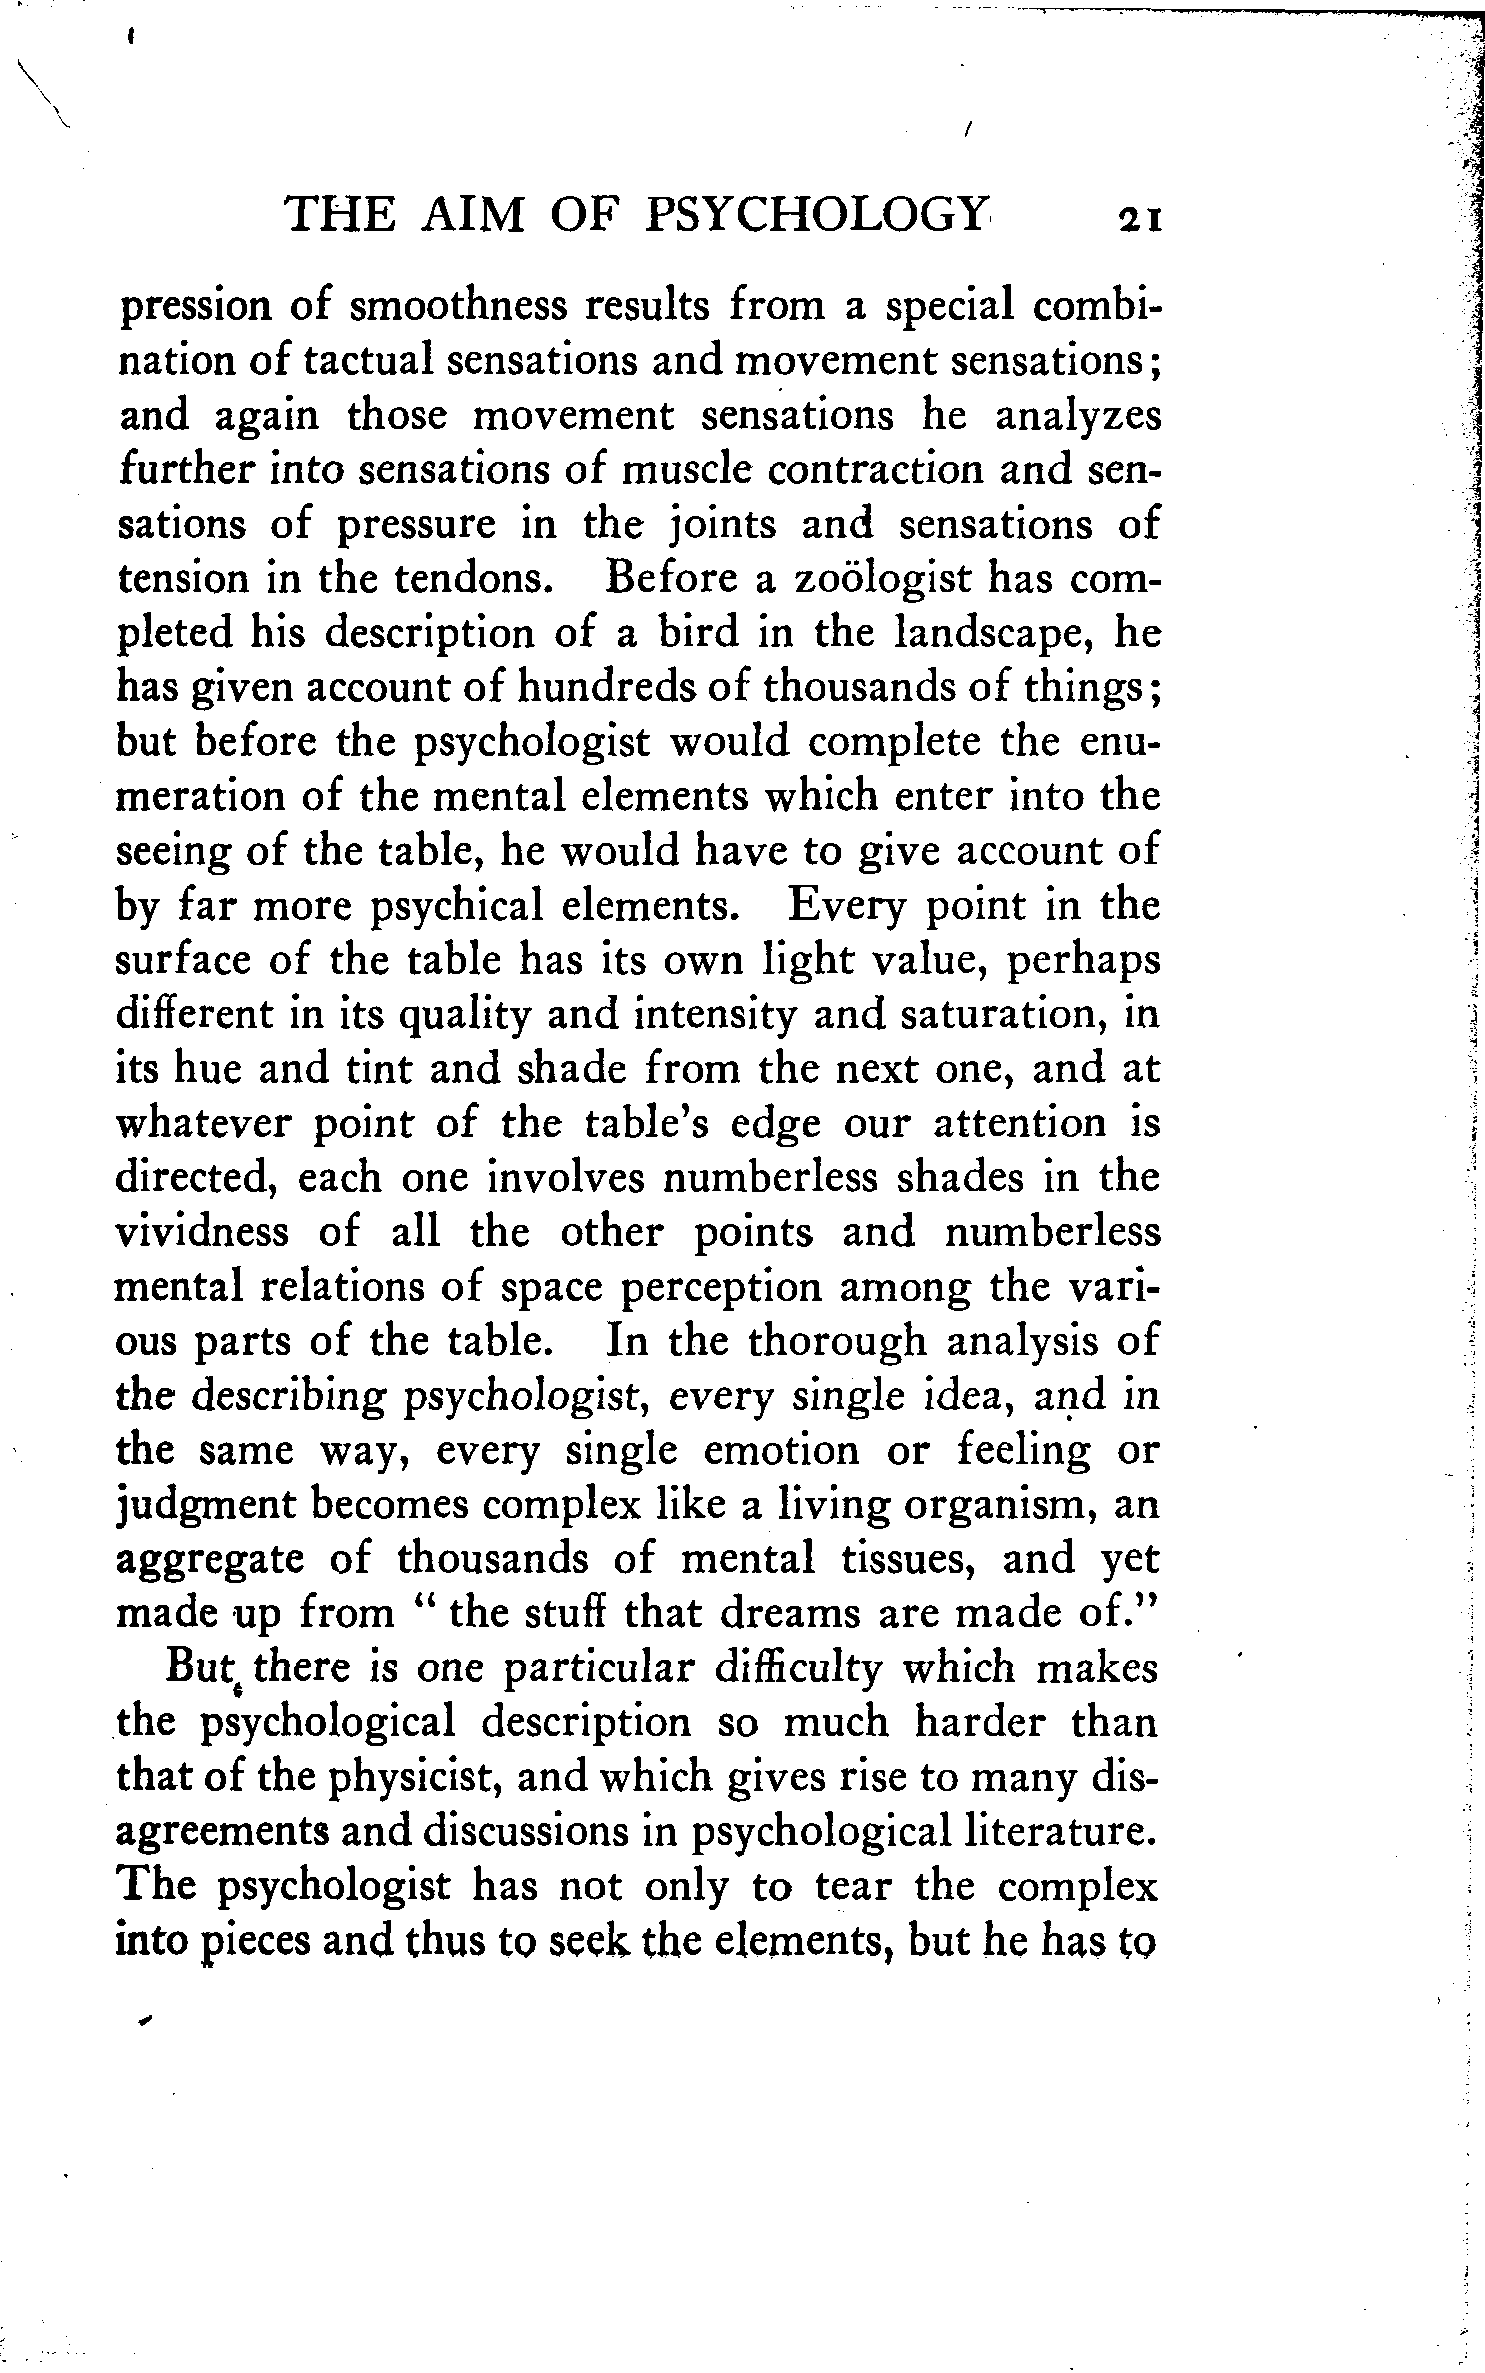 THE AIM OF PSYCHOLOGY 21
pression of smoothness results from a special combi-
nation of tactual sensations and movement sensations;
and again those movement sensations he analyzes
further into sensations of muscle contraction and sen-
sations of pressure in the joints and sensations of
tension in the tendons. Before a zoölogist has com-
pleted his description of a bird in the landscape, he
has given account of hundreds of thousands of things;
but before the psychologist would complete the enu-
meration of the mental elements which enter into the
seeing of the table, he would have to give account of
by far more psychical elements. Every point in the
surface of the table has its own light value, perhaps
different in its quality and intensity and saturation, in
its hue and tint and shade from the next one, and at
whatever point of the table's edge our attention is
directed, each one involves numberless shades in the
vividness of all the other points and numberless
mental relations of space perception among the vari-
ous parts of the table. In the thorough analysis of
the describing psychologist, every single idea, and in
the same way, every single emotion or feeling or
judgment becomes complex like a living organism, an
aggregate of thousands of mental tissues, and yet
made up from " the stuff that dreams are made of."
But there is one particular difficulty which makes
the psychological description so much harder than
that of the physicist, and which gives rise to many dis-
agreements and discussions in psychological literature.
The psychologist has not only to tear the complex
into pieces and thus to seek the elements, but he has to